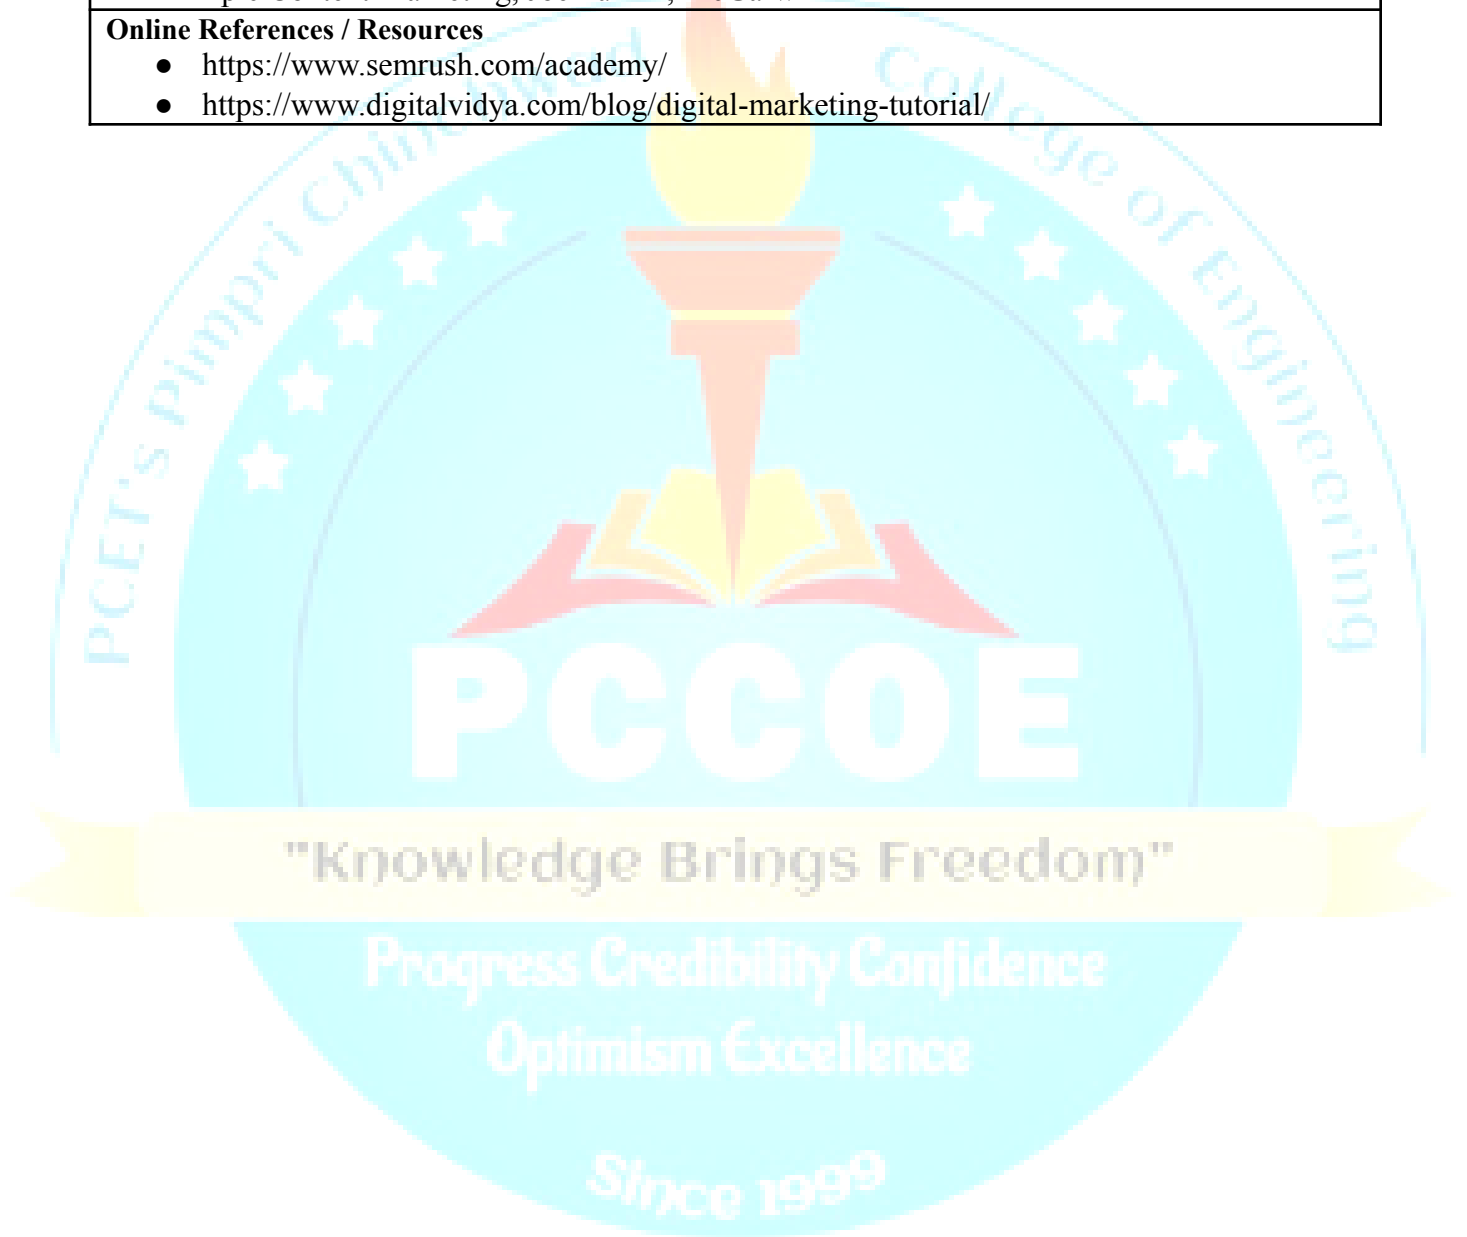 Online References / Resources
● https://www.semrush.com/academy/
● https://www.digitalvidya.com/blog/digital-marketing-tutorial/
PCET's Pimpri Chinchwad College of Engineering
PCCOE
"Knowledge Brings Freedom"
Progress Credibility Confidence
Optimism Excellence
Since 1999